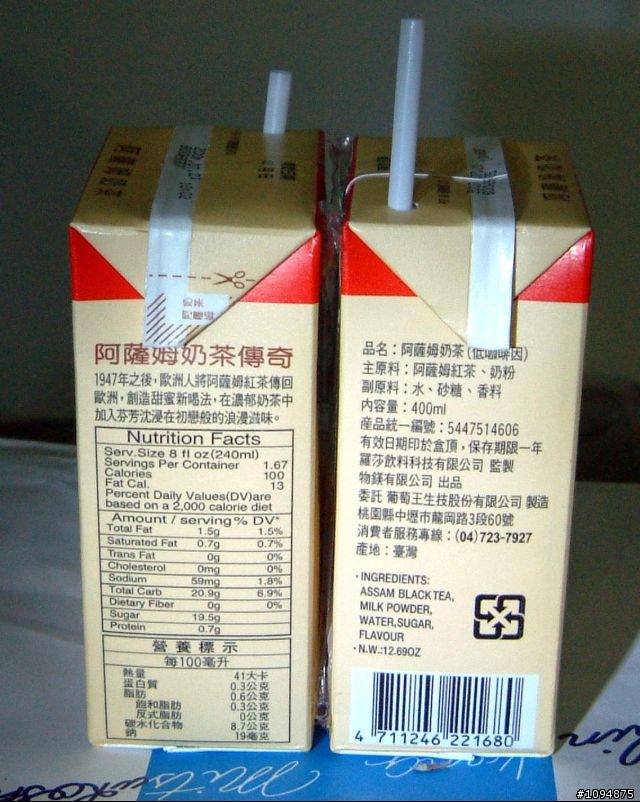 阿薩姆奶茶傳奇
1947年之後，歐洲人將阿薩姆紅茶傳回
歐洲，創造甜蜜新喝法，在濃郁奶茶中
加入芬芳沈浸在初戀般的浪漫滋味。
Nutrition Facts
Serv.Size 8 fl oz(240ml)
Servings Per Container 1.67
Calories 100
Fat Cal. 13
Percent Daily Values(DV)are
based on a 2,000 calorie diet
Amount / serving % DV*
Total Fat 1.5g 1.5%
Saturated Fat 0.7g 0.7%
Trans Fat 0g 0%
Cholesterol 0mg 0%
Sodium 59mg 1.8%
Total Carb 20.9g 6.9%
Dietary Fiber 0g 0%
Sugar 19.5g
Protein 0.7g
營養標示
每100毫升
熱量 41大卡
蛋白質 0.3公克
脂肪 0.6公克
飽和脂肪 0.3公克
反式脂肪 0公克
碳水化合物 8.7公克
鈉 19毫克
品名：阿薩姆奶茶(低咖啡因)
主原料：阿薩姆紅茶、奶粉
副原料：水、砂糖、香料
內容量：400ml
產品統一編號：5447514606
有效日期印於盒頂，保存期限一年
羅莎飲料科技有限公司 監製
物鎂有限公司 出品
委託 葡萄王生技股份有限公司 製造
桃園縣中壢市龍岡路3段60號
消費者服務專線：(04)723-7927
產地：臺灣
·INGREDIENTS:
ASSAM BLACKTEA,
MILK POWDER,
WATER,SUGAR,
FLAVOUR
·N.W.:12.69OZ
4 711246 221680
#1094875